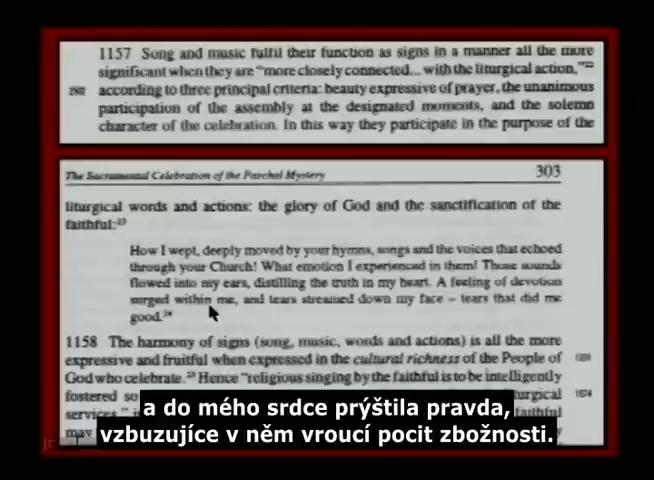 1157 Song and music fulfil their function as signs in a manner all the more
significant when they are “more closely connected... with the liturgical action,”22
2502 according to three principal criteria: beauty expressive of prayer, the unanimous
participation of the assembly at the designated moments, and the solemn
character of the celebration. In this way they participate in the purpose of the
The Sacramental Celebration of the Paschal Mystery 303
liturgical words and actions: the glory of God and the sanctification of the
faithful:23
How I wept, deeply moved by your hymns, songs and the voices that echoed
through your Church! What emotion I experienced in them! Those sounds
flowed into my ears, distilling the truth in my heart. A feeling of devotion
surged within me, and tears streamed down my face – tears that did me
good.24
1158 The harmony of signs (song, music, words and actions) is all the more
expressive and fruitful when expressed in the cultural richness of the People of
God who celebrate.25 Hence “religious singing by the faithful is to be intelligently
fostered so
services,”
may
a do mého srdce prýštila pravda,
vzbuzujíce v něm vroucí pocit zbožnosti.